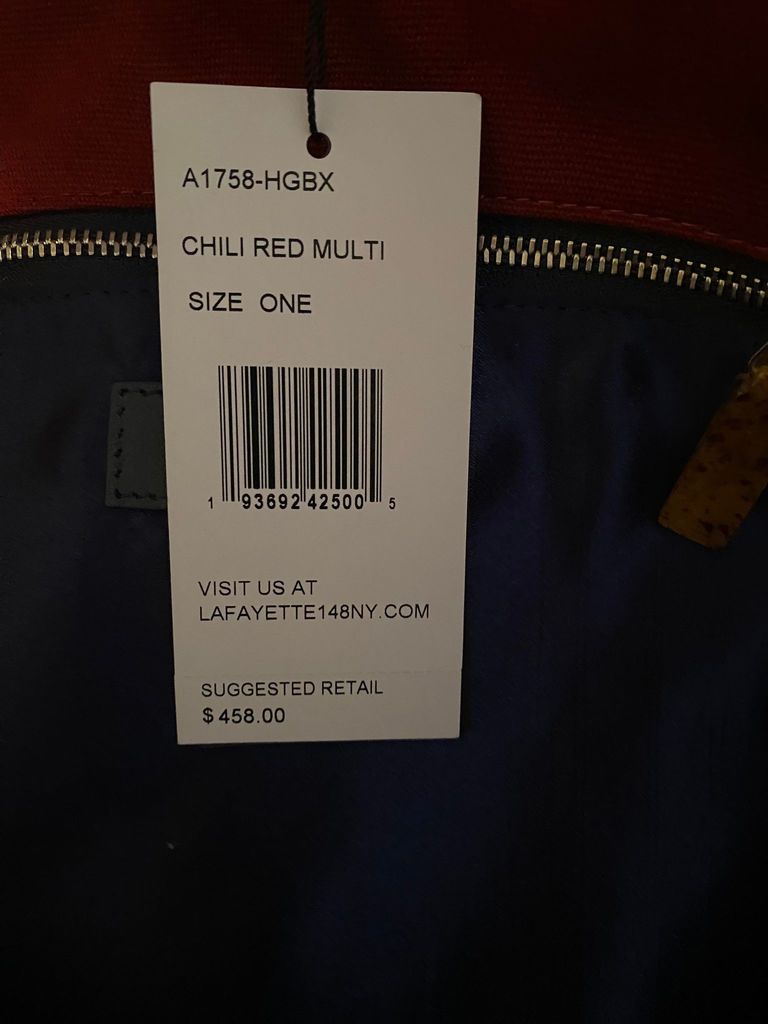 A1758-HGBX
CHILI RED MULTI
SIZE ONE
1 93692 42500 5
VISIT US AT
LAFAYETTE148NY.COM
SUGGESTED RETAIL
$458.00